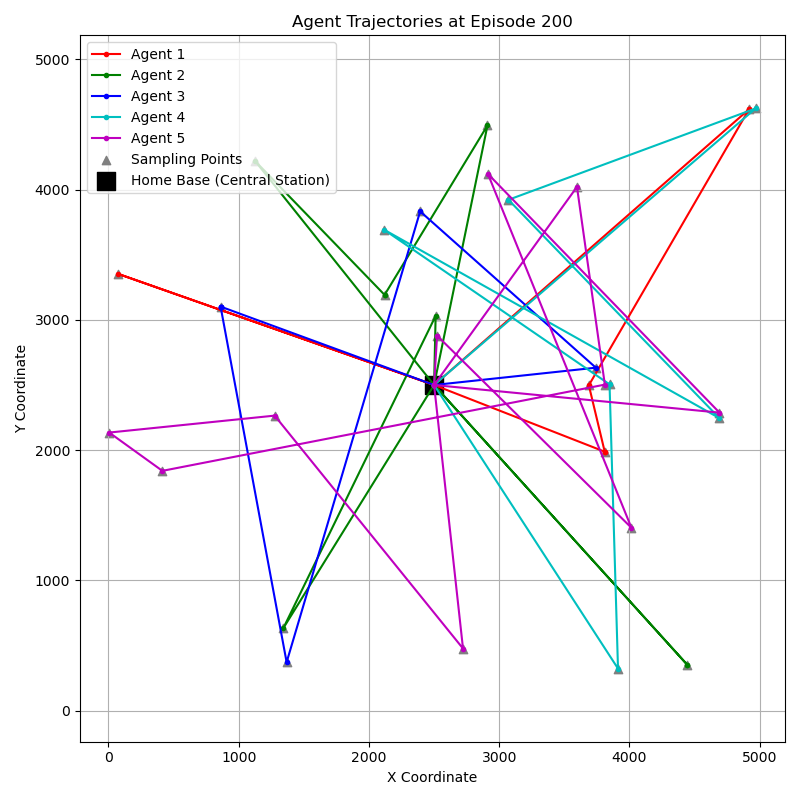 Agent Trajectories at Episode 200
Agent 1
Agent 2
Agent 3
Agent 4
Agent 5
Sampling Points
Home Base (Central Station)
5000
4000
3000
2000
1000
0
Y Coordinate
0 1000 2000 3000 4000 5000
X Coordinate